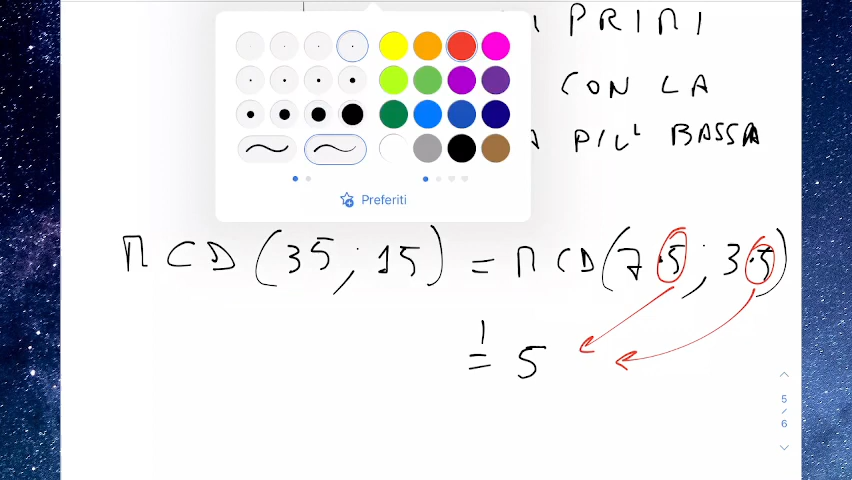 PRIMI
CON LA
PIU' BASSA
Preferiti
MCD(35; 15) = MCD(7·5; 3·5)
5
/
6
= 5